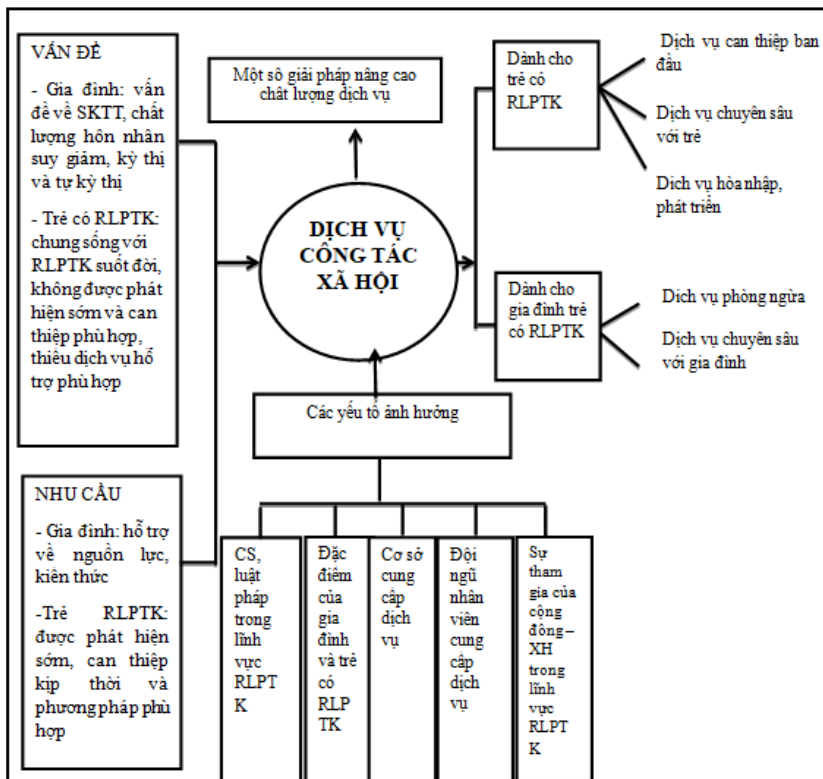 VẤN ĐỀ
- Gia đình: vấn
đề về SKTT, chất
lượng hôn nhân
suy giảm, kỳ thị
và tự kỳ thị
- Trẻ có RLPTK:
chung sống với
RLPTK suốt đời,
không được phát
hiện sớm và can
thiệp phù hợp,
thiếu dịch vụ hỗ
trợ phù hợp
NHU CẦU
- Gia đình: hỗ trợ
về nguồn lực,
kiến thức
-Trẻ RLPTK:
được phát hiện
sớm, can thiệp
kịp thời và
phương pháp phù
hợp
Một số giải pháp nâng cao
chất lượng dịch vụ
DỊCH VỤ
CÔNG TÁC
XÃ HỘI
Dành cho
trẻ có
RLPTK
Dịch vụ can thiệp ban
đầu
Dịch vụ chuyên sâu
với trẻ
Dich vụ hòa nhập,
phát triển
Dành cho
gia đình trẻ
có RLPTK
Dich vụ phòng ngừa
Dịch vụ chuyên sâu
với gia đình
Các yếu tố ảnh hưởng
CS,
luật
pháp
trong
lĩnh
vực
RLPT
K
Đặc
điểm
của
gia
đình
và trẻ
có
RLP
TK
Cơ sở
cung
cấp
dịch
vụ
Đội
ngũ
nhân
viên
cung
cấp
dịch
vụ
Sự
tham
gia của
cộng
đồng –
XH
trong
lĩnh
vực
RLPT
K